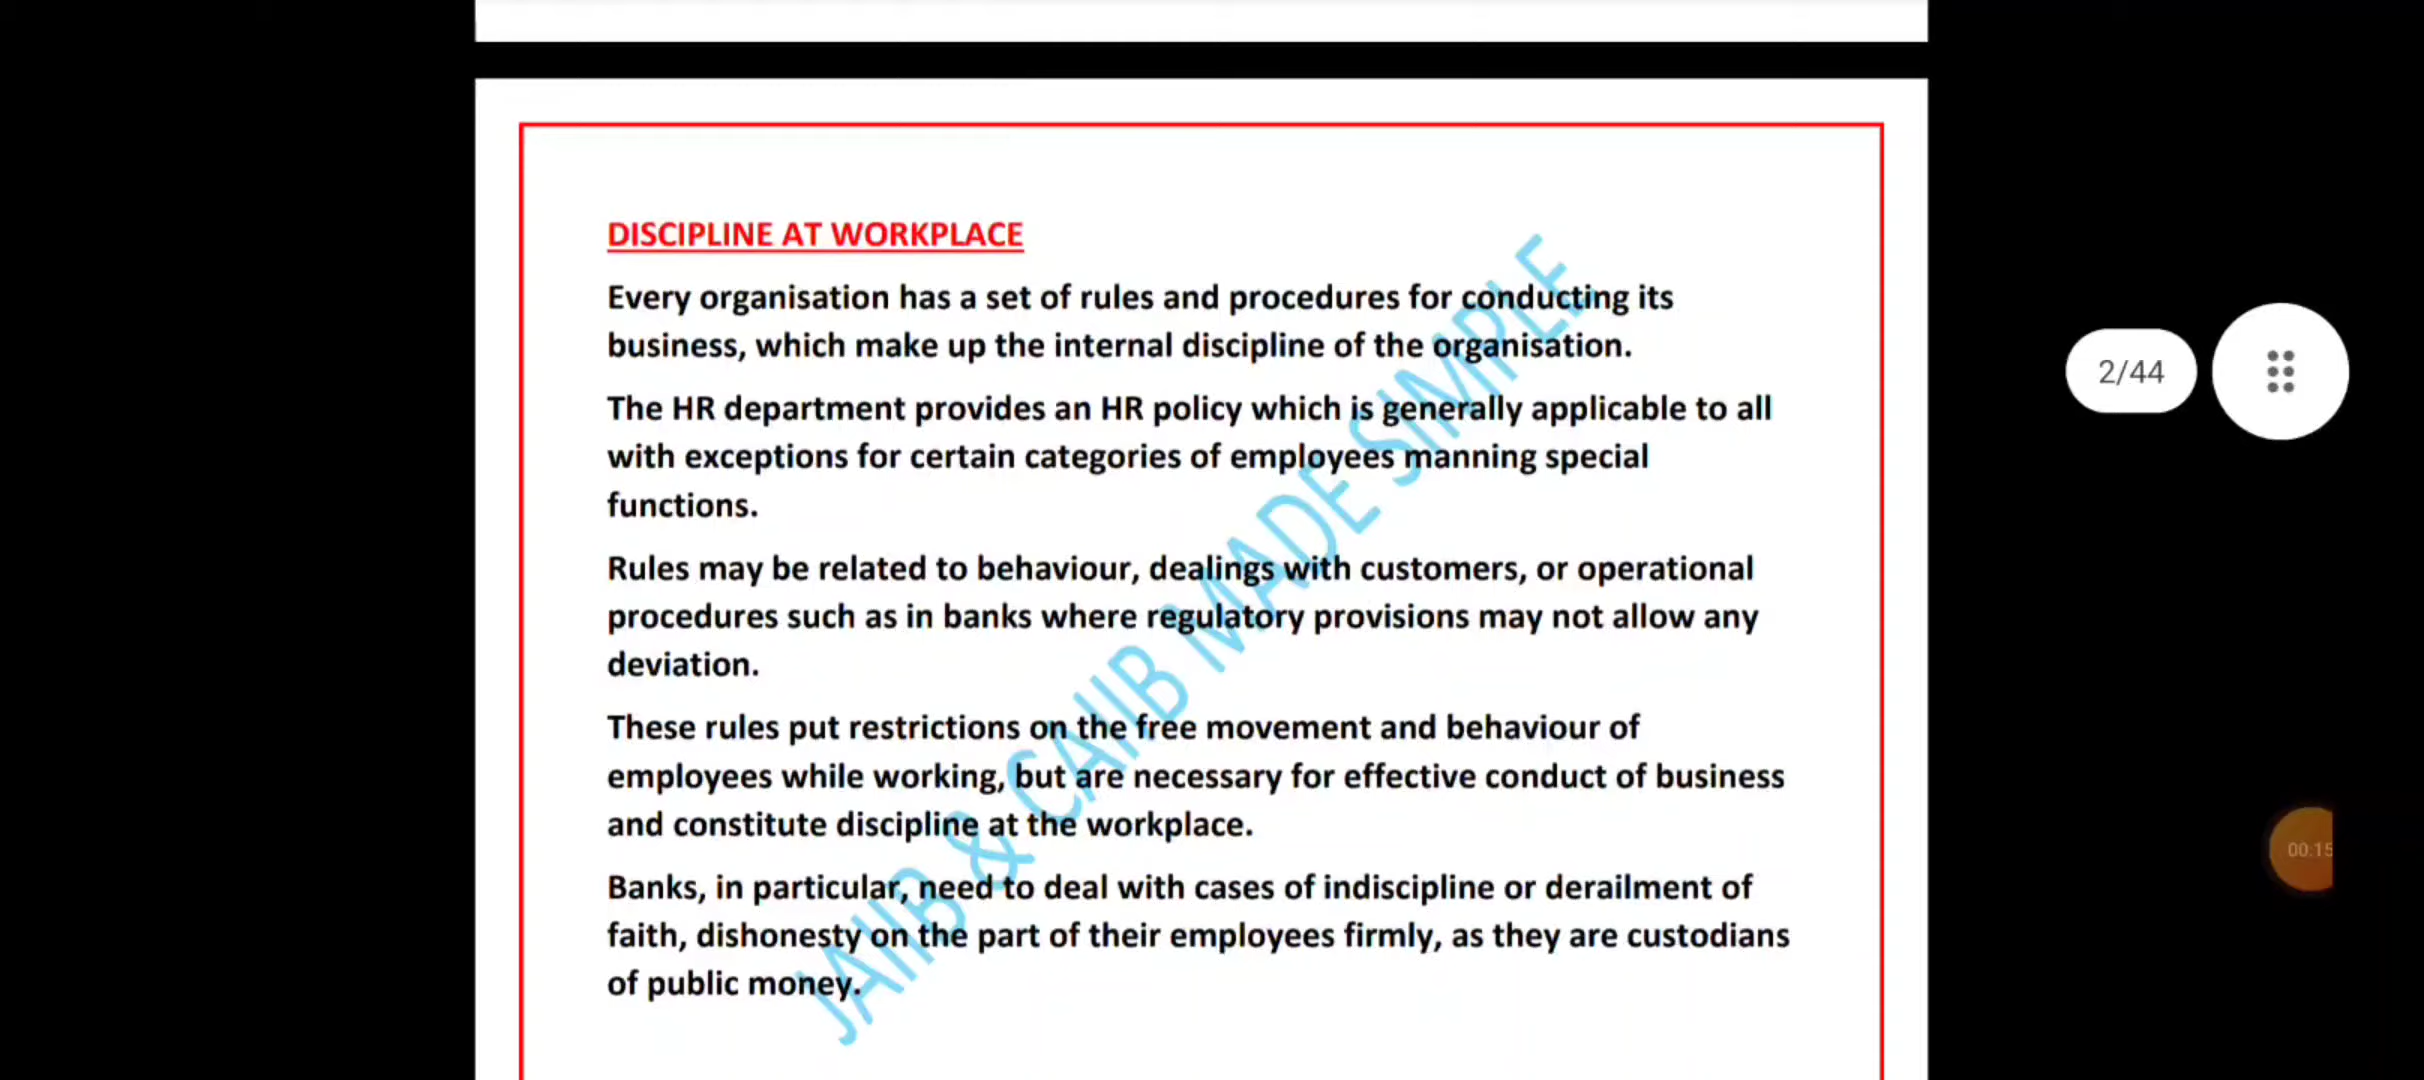 DISCIPLINE AT WORKPLACE
Every organisation has a set of rules and procedures for conducting its
business, which make up the internal discipline of the organisation.
The HR department provides an HR policy which is generally applicable to all
with exceptions for certain categories of employees manning special
functions.
Rules may be related to behaviour, dealings with customers, or operational
procedures such as in banks where regulatory provisions may not allow any
deviation.
These rules put restrictions on the free movement and behaviour of
employees while working, but are necessary for effective conduct of business
and constitute discipline at the workplace.
Banks, in particular, need to deal with cases of indiscipline or derailment of
faith, dishonesty on the part of their employees firmly, as they are custodians
of public money.
JAIIB & CAIIB MADE SIMPLE
2/44
00:15